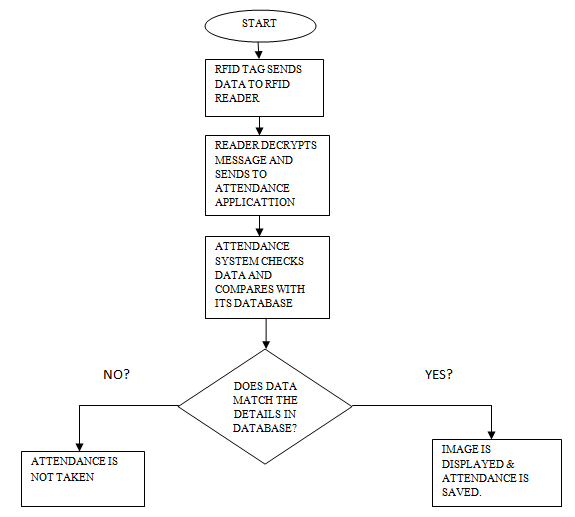 START
RFID TAG SENDS
DATA TO RFID
READER
READER DECRYPTS
MESSAGE AND
SENDS TO
ATTENDANCE
APPLICATTION
ATTENDANCE
SYSTEM CHECKS
DATA AND
COMPARES WITH
ITS DATABASE
NO?
YES?
DOES DATA
MATCH THE
DETAILS IN
DATABASE?
ATTENDANCE IS
NOT TAKEN
IMAGE IS
DISPLAYED &
ATTENDANCE IS
SAVED.